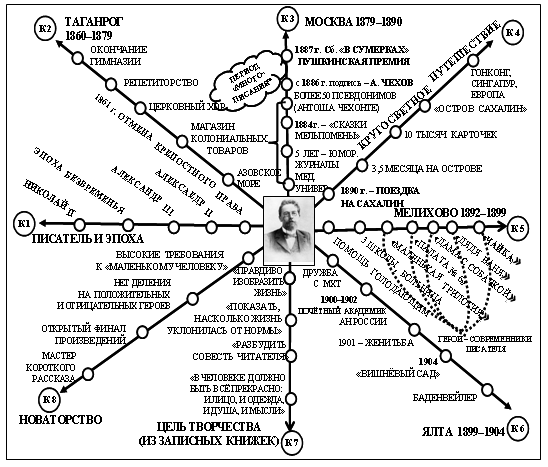 К2
ТАГАНРОГ
1860–1879
ОКОНЧАНИЕ
ГИМНАЗИИ
РЕПЕТИТОРСТВО
ЦЕРКОВНЫЙ ХОР
1861 г. ОТМЕНА КРЕПОСТНОГО ПРАВА
МАГАЗИН
КОЛОНИАЛЬНЫХ
ТОВАРОВ
АЗОВСКОЕ
МОРЕ
К3
МОСКВА 1879–1890
1887 г. Сб. «В СУМЕРКАХ»
ПУШКИНСКАЯ ПРЕМИЯ
ПЕРИОД
«МНОГО-
ПИСАНИЯ»
с 1886 г. подпись – А. ЧЕХОВ
БОЛЕЕ 50 ПСЕВДОНИМОВ
(АНТОША ЧЕХОНТЕ)
1884 г. – «СКАЗКИ
МЕЛЬПОМЕНЫ»
5 ЛЕТ – ЮМОР.
ЖУРНАЛЫ
МЕД.
УНИВЕР.
1890 г. – ПОЕЗДКА
НА САХАЛИН
К4
КРУГОСВЕТНОЕ ПУТЕШЕСТВИЕ
ГОНКОНГ,
СИНГАПУР,
ЕВРОПА
«ОСТРОВ САХАЛИН»
10 ТЫСЯЧ КАРТОЧЕК
3,5 МЕСЯЦА НА ОСТРОВЕ
К1
ПИСАТЕЛЬ И ЭПОХА
НИКОЛАЙ II
ЭПОХА БЕЗВРЕМЕНЬЯ
АЛЕКСАНДР III
АЛЕКСАНДР II
МЕЛИХОВО 1892–1899
К5
ПОМОЩЬ ГОЛОДАЮЩИМ
3 ШКОЛЫ, БОЛЬНИЦА
«МАЛЕНЬКАЯ ТРИЛОГИЯ»
«ПАЛАТА № 6»
«ДАМА С СОБАЧКОЙ»
«ДЯДЯ ВАНЯ»
«ЧАЙКА»
ГЕРОИ – СОВРЕМЕННИКИ
ПИСАТЕЛЯ
ВЫСОКИЕ ТРЕБОВАНИЯ
К «МАЛЕНЬКОМУ ЧЕЛОВЕКУ»
НЕТ ДЕЛЕНИЯ
НА ПОЛОЖИТЕЛЬНЫХ
И ОТРИЦАТЕЛЬНЫХ ГЕРОЕВ
ОТКРЫТЫЙ ФИНАЛ
ПРОИЗВЕДЕНИЙ
МАСТЕР
КОРОТКОГО
РАССКАЗА
К8
НОВАТОРСТВО
«ПРАВДИВО
ИЗОБРАЗИТЬ
ЖИЗНЬ»
«ПОКАЗАТЬ,
НАСКОЛЬКО ЖИЗНЬ
УКЛОНИЛАСЬ ОТ НОРМЫ»
«РАЗБУДИТЬ
СОВЕСТЬ ЧИТАТЕЛЯ»
«В ЧЕЛОВЕКЕ ДОЛЖНО
БЫТЬ ВСЁ ПРЕКРАСНО:
И ЛИЦО, И ОДЕЖДА,
И ДУША, И МЫСЛИ»
ЦЕЛЬ ТВОРЧЕСТВА
(ИЗ ЗАПИСНЫХ КНИЖЕК)
К7
ДРУЖБА
С МХТ
1900–1902
ПОЧЁТНЫЙ АКАДЕМИК
АН РОССИИ
1901 – ЖЕНИТЬБА
1904
«ВИШНЁВЫЙ САД»
БАДЕНВЕЙЛЕР
К6
ЯЛТА 1899–1904